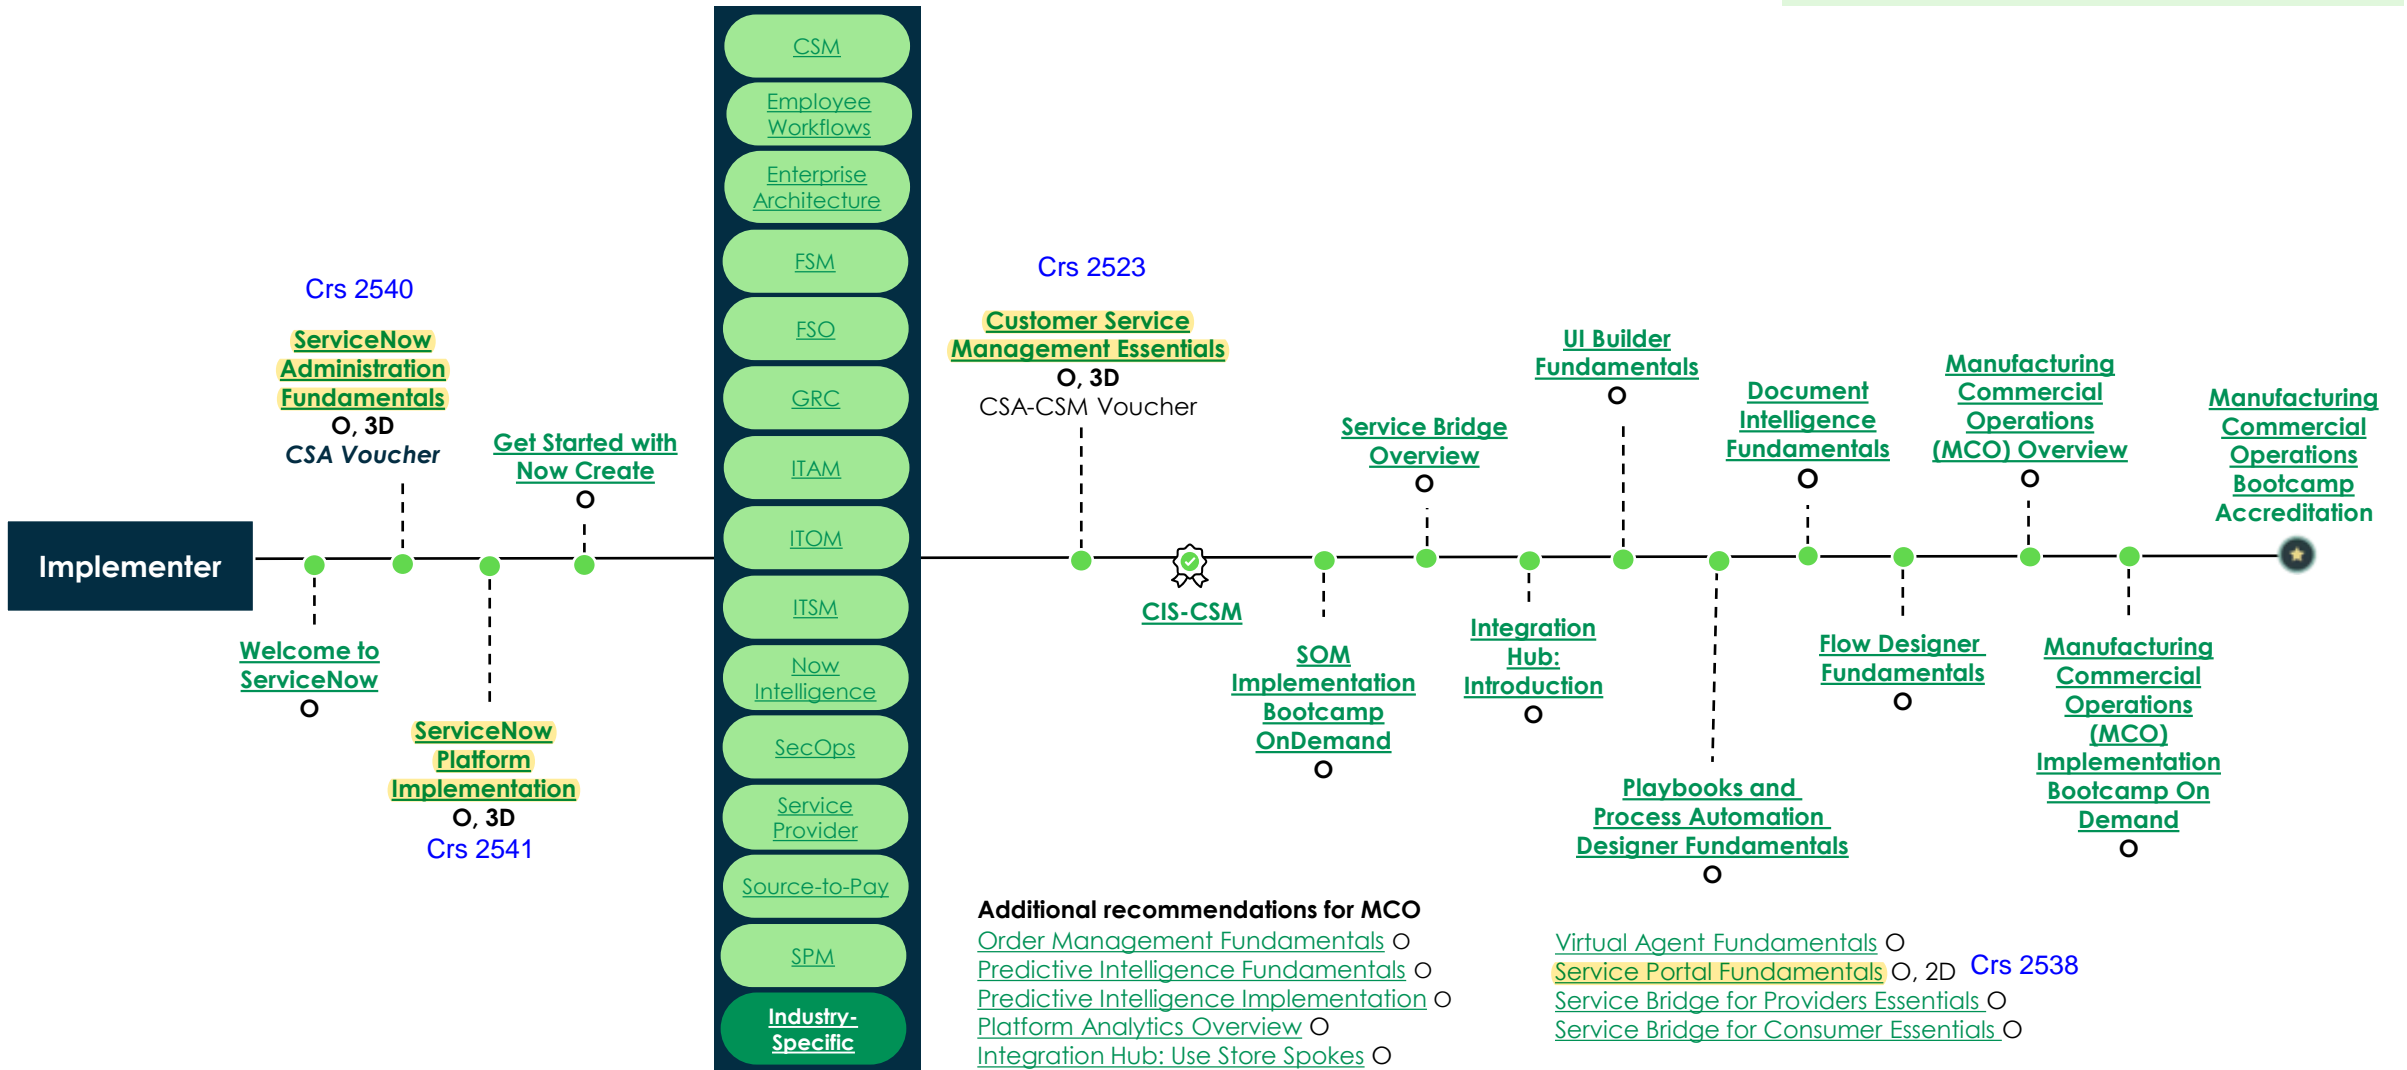 Implementer
Welcome to
ServiceNow
O
Crs 2540
ServiceNow
Administration
Fundamentals
O, 3D
CSA Voucher
ServiceNow
Platform
Implementation
O, 3D
Crs 2541
Get Started with
Now Create
O
CSM
Employee
Workflows
Enterprise
Architecture
FSM
FSO
GRC
ITAM
ITOM
ITSM
Now
Intelligence
SecOps
Service
Provider
Source-to-Pay
SPM
Industry-
Specific
Crs 2523
Customer Service
Management Essentials
O, 3D
CSA-CSM Voucher
CIS-CSM
SOM
Implementation
Bootcamp
OnDemand
O
Service Bridge
Overview
O
Integration
Hub:
Introduction
O
UI Builder
Fundamentals
O
Playbooks and
Process Automation
Designer Fundamentals
O
Document
Intelligence
Fundamentals
O
Flow Designer
Fundamentals
O
Manufacturing
Commercial
Operations
(MCO) Overview
O
Manufacturing
Commercial
Operations
(MCO)
Implementation
Bootcamp On
Demand
O
Manufacturing
Commercial
Operations
Bootcamp
Accreditation
Additional recommendations for MCO
Order Management Fundamentals O
Predictive Intelligence Fundamentals O
Predictive Intelligence Implementation O
Platform Analytics Overview O
Integration Hub: Use Store Spokes O
Virtual Agent Fundamentals O
Service Portal Fundamentals O, 2D Crs 2538
Service Bridge for Providers Essentials O
Service Bridge for Consumer Essentials O